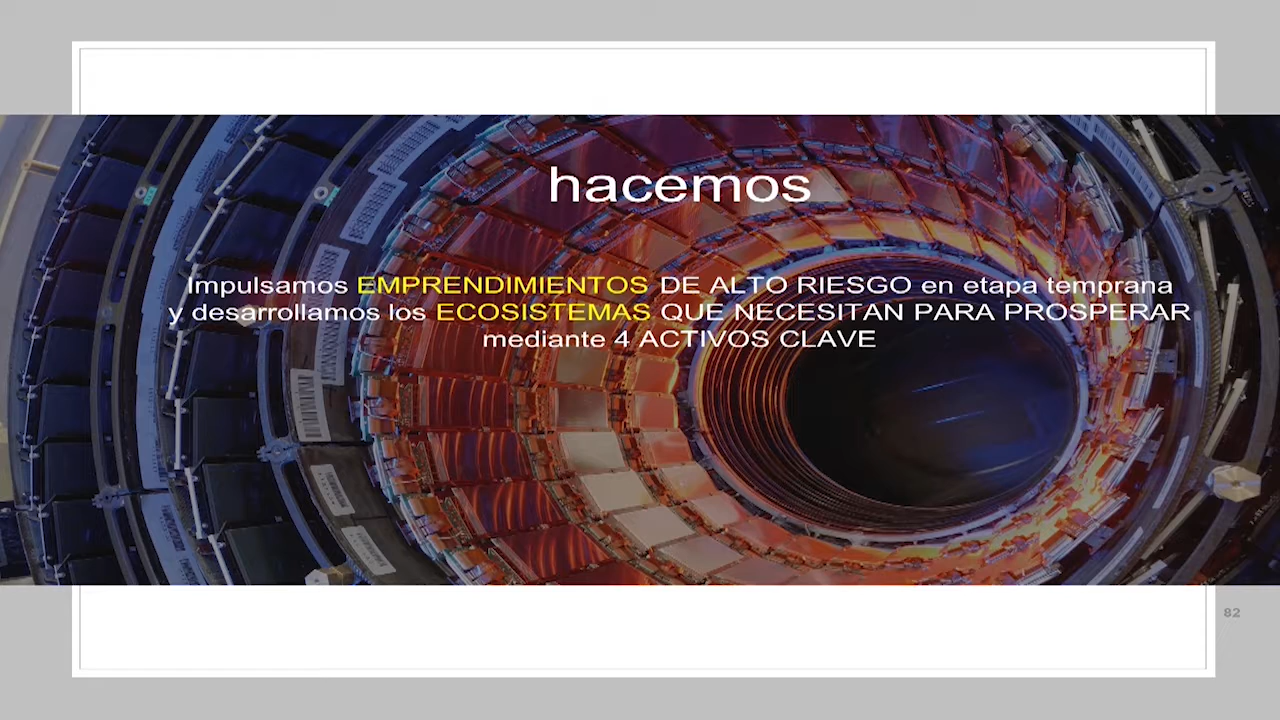 hacemos
Impulsamos EMPRENDIMIENTOS DE ALTO RIESGO en etapa temprana
y desarrollamos los ECOSISTEMAS QUE NECESITAN PARA PROSPERAR
mediante 4 ACTIVOS CLAVE
82